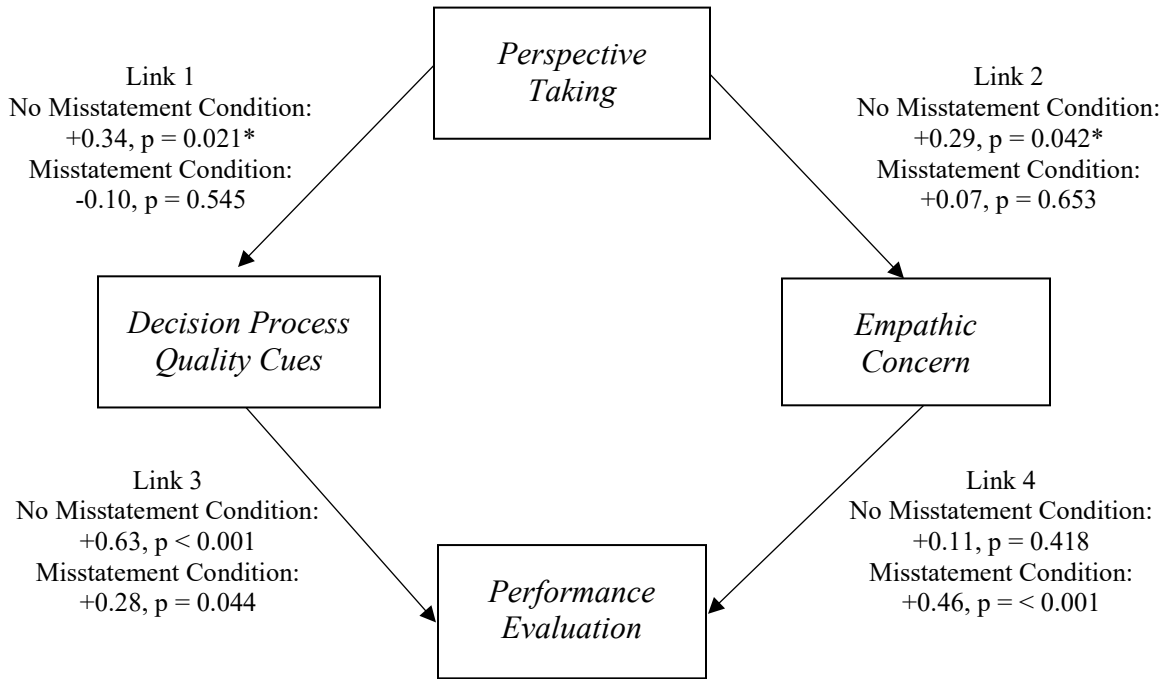 Perspective
Taking
Link 1
No Misstatement Condition:
+0.34, p = 0.021*
Misstatement Condition:
-0.10, p = 0.545
Link 2
No Misstatement Condition:
+0.29, p = 0.042*
Misstatement Condition:
+0.07, p = 0.653
Decision Process
Quality Cues
Empathic
Concern
Link 3
No Misstatement Condition:
+0.63, p < 0.001
Misstatement Condition:
+0.28, p = 0.044
Link 4
No Misstatement Condition:
+0.11, p = 0.418
Misstatement Condition:
+0.46, p = < 0.001
Performance
Evaluation